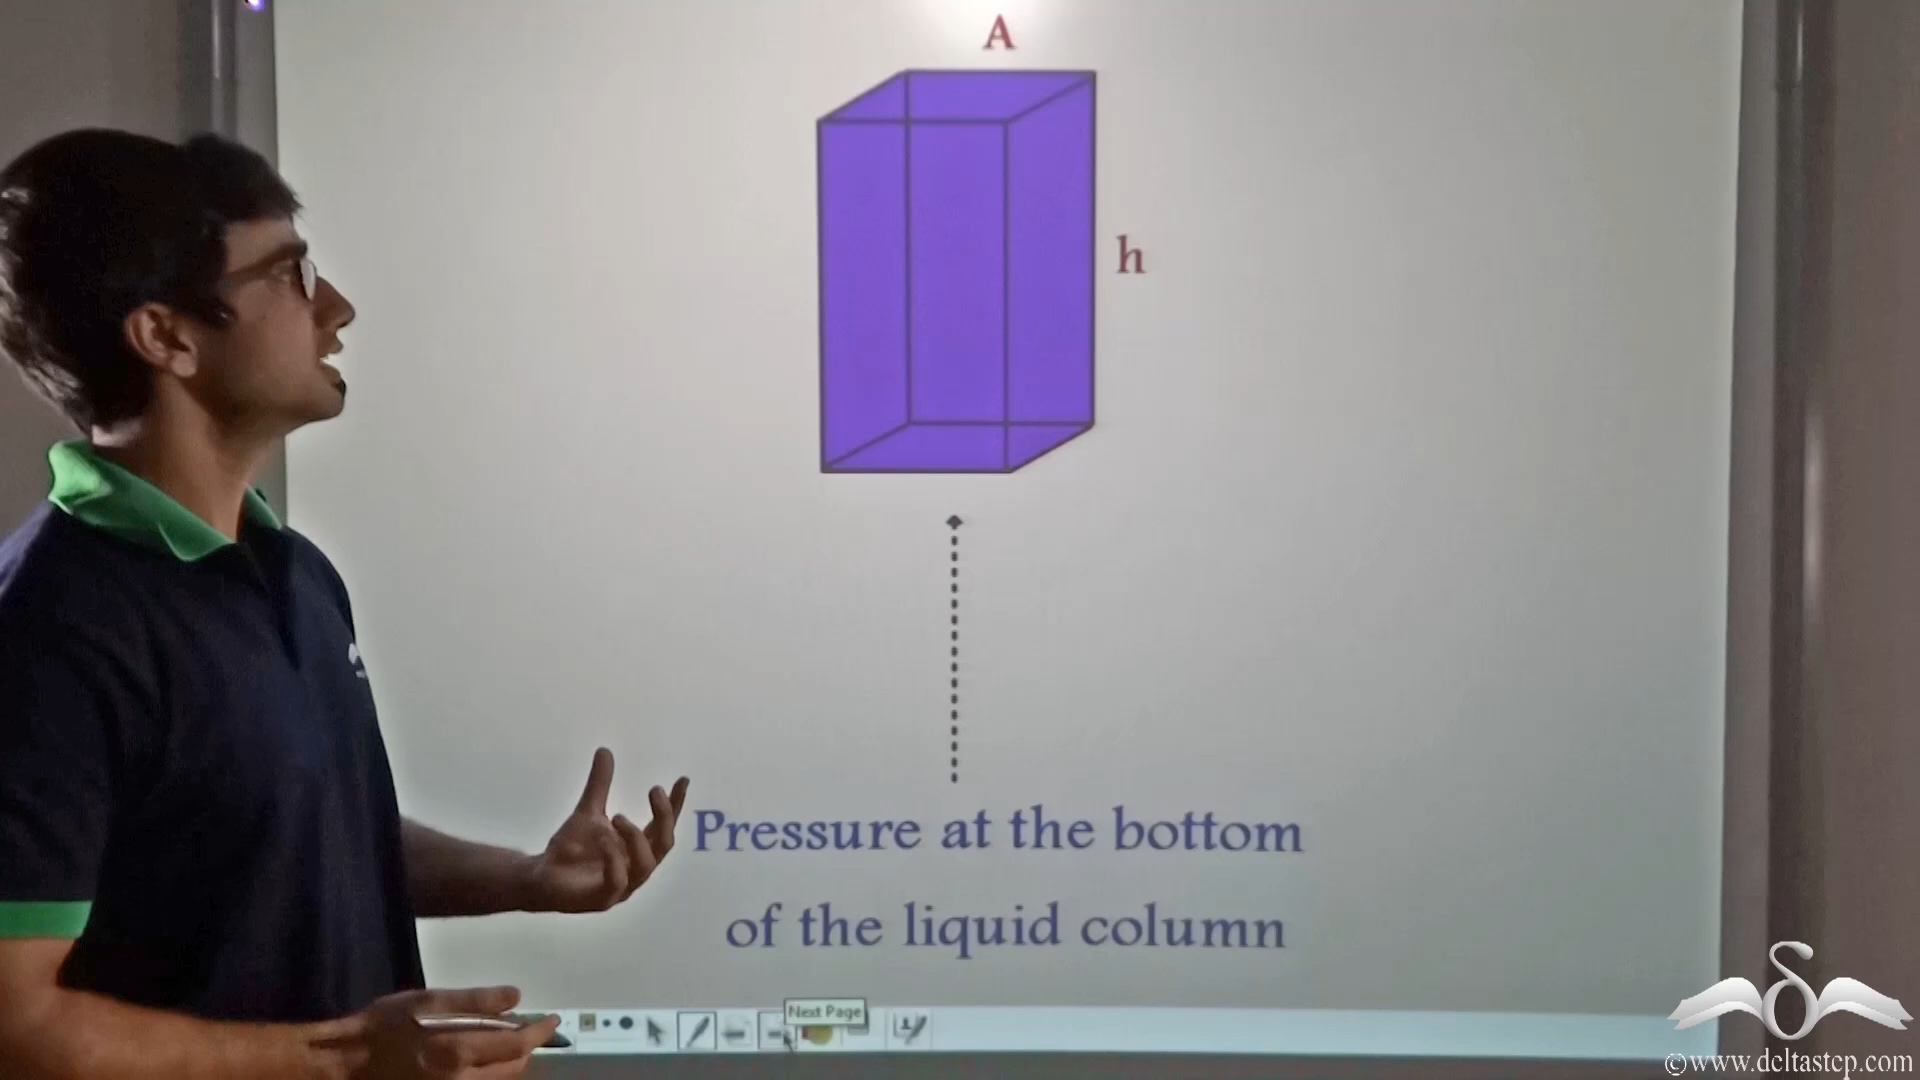 A
h
Pressure at the bottom
of the liquid column
Next Page
©www.deltastep.com